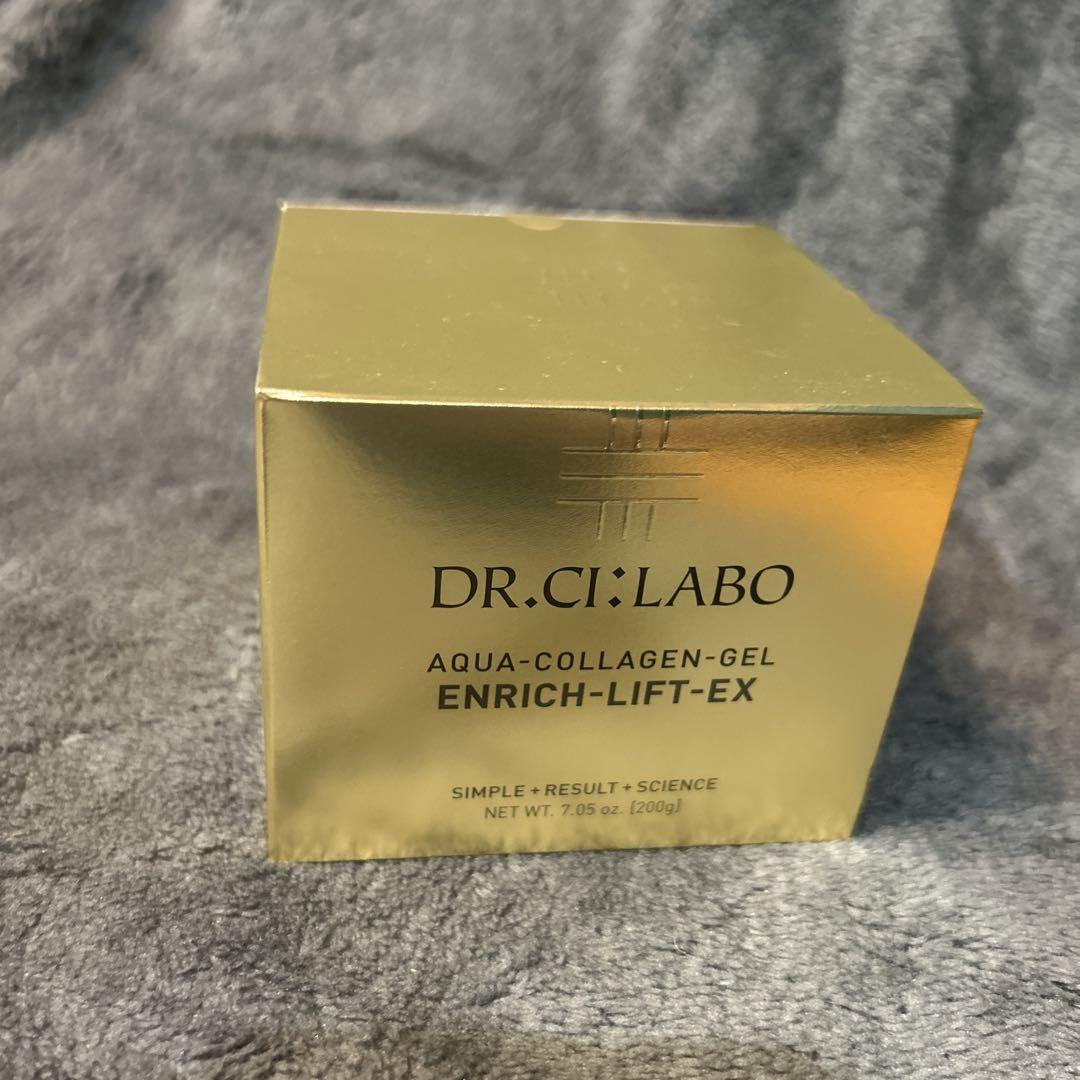 DR.CI:LABO
AQUA-COLLAGEN-GEL
ENRICH-LIFT-EX
SIMPLE + RESULT + SCIENCE
NET WT. 7.05 oz. [200g]